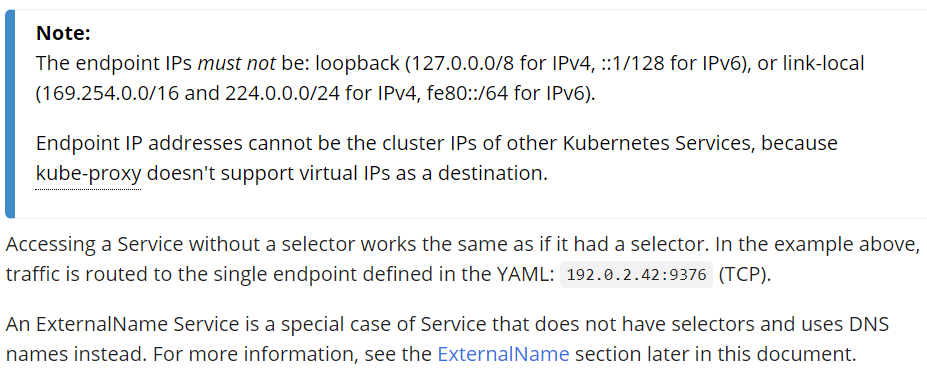 Note:
The endpoint IPs must not be: loopback (127.0.0.0/8 for IPv4, ::1/128 for IPv6), or link-local
(169.254.0.0/16 and 224.0.0.0/24 for IPv4, fe80::/64 for IPv6).
Endpoint IP addresses cannot be the cluster IPs of other Kubernetes Services, because
kube-proxy doesn't support virtual IPs as a destination.
Accessing a Service without a selector works the same as if it had a selector. In the example above,
traffic is routed to the single endpoint defined in the YAML: 192.0.2.42:9376 (TCP).
An ExternalName Service is a special case of Service that does not have selectors and uses DNS
names instead. For more information, see the ExternalName section later in this document.